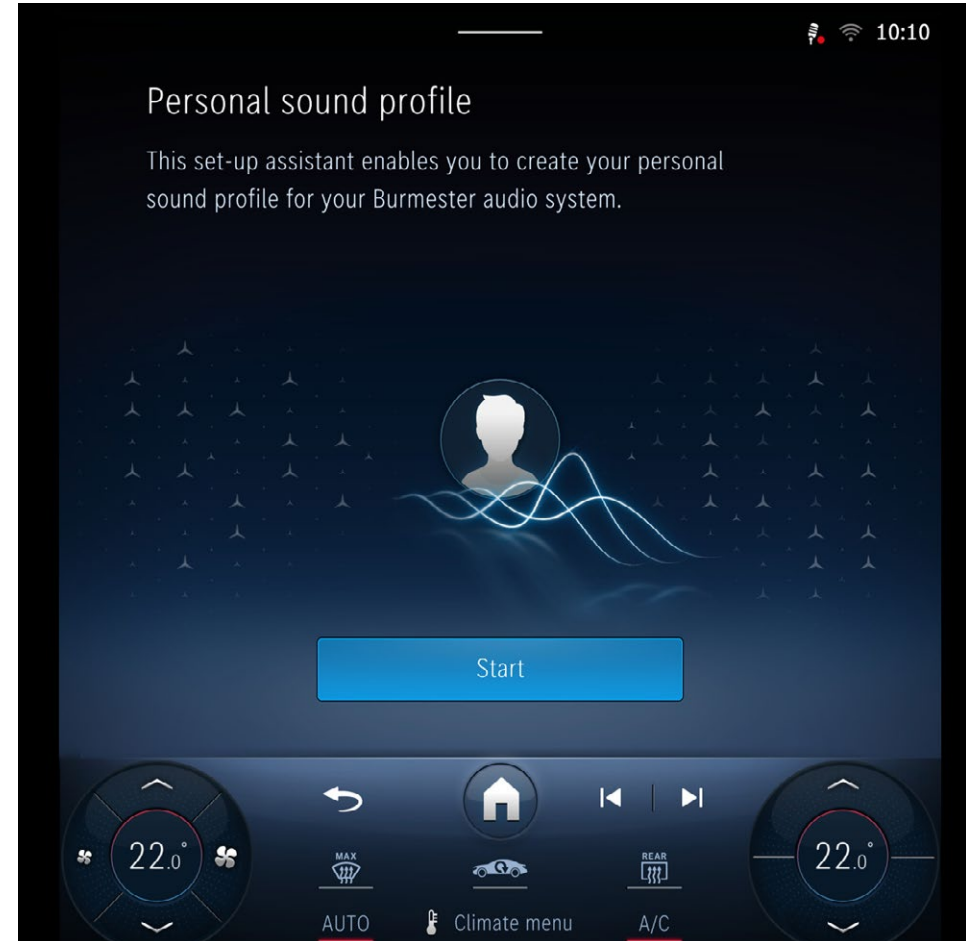 10:10
Personal sound profile
This set-up assistant enables you to create your personal
sound profile for your Burmester audio system.
Start
22.0°
22.0°
MAX
REAR
AUTO
Climate menu
A/C